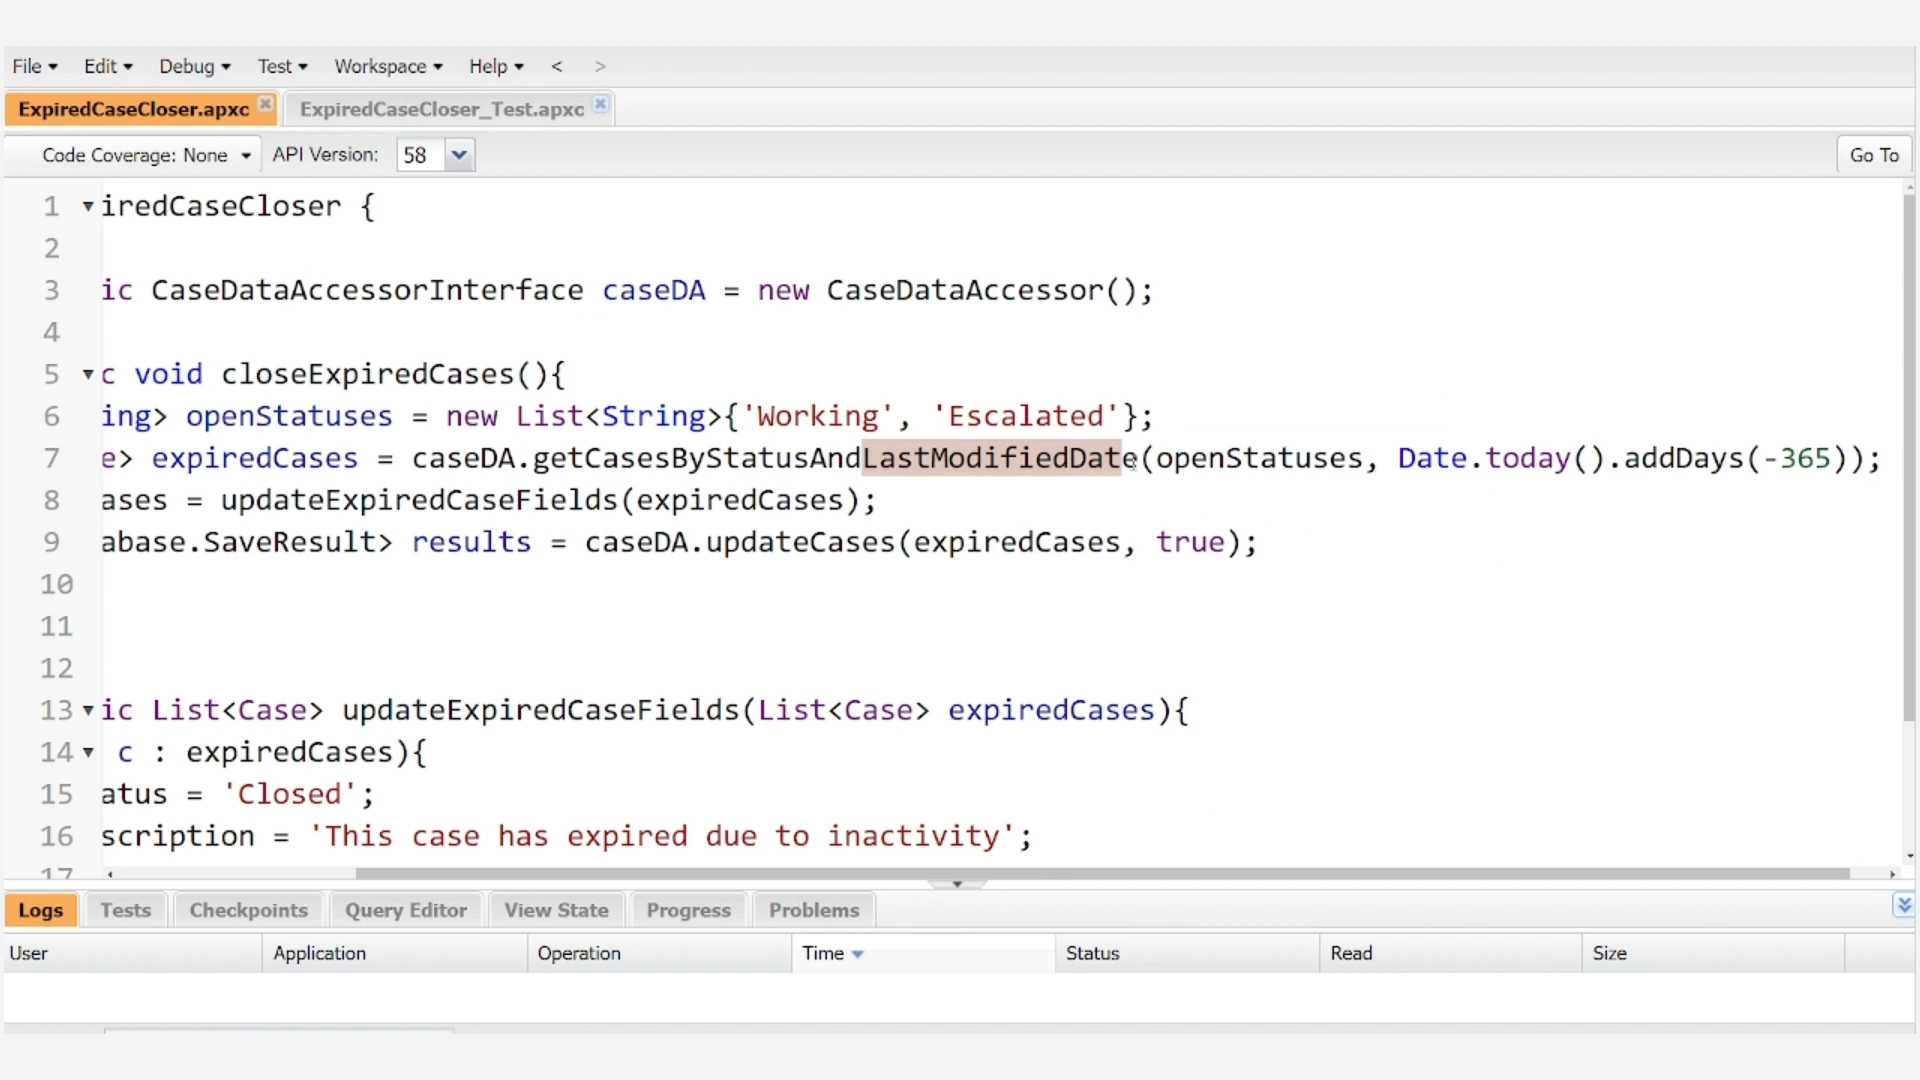 File Edit Debug Test Workspace Help < >
ExpiredCaseCloser.apxc ExpiredCaseCloser_Test.apxc
Code Coverage: None API Version: 58 Go To
1 iredCaseCloser {
2
3 ic CaseDataAccessorInterface caseDA = new CaseDataAccessor();
4
5 c void closeExpiredCases(){
6 ing> openStatuses = new List<String>{'Working', 'Escalated'};
7 e> expiredCases = caseDA.getCasesByStatusAndLastModifiedDate(openStatuses, Date.today().addDays(-365));
8 ases = updateExpiredCaseFields(expiredCases);
9 abase.SaveResult> results = caseDA.updateCases(expiredCases, true);
10
11
12
13 ic List<Case> updateExpiredCaseFields(List<Case> expiredCases){
14 c : expiredCases){
15 atus = 'Closed';
16 scription = 'This case has expired due to inactivity';
17
Logs Tests Checkpoints Query Editor View State Progress Problems
User Application Operation Time Status Read Size